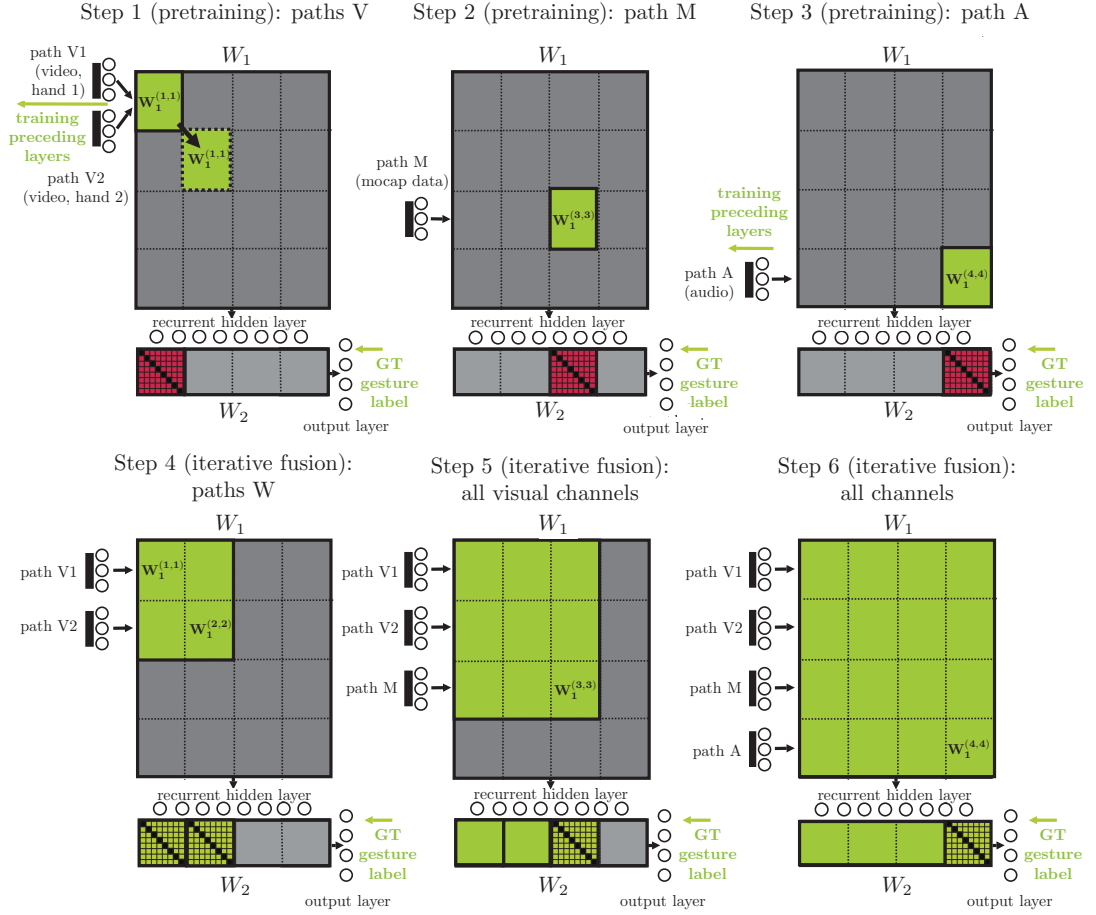 Step 1 (pretraining): paths V
W₁
path V1
(video,
hand 1)
training
preceding
layers
path V2
(video, hand 2)
W₁^(1,1)
W₁^(1,1)
recurrent hidden layer
GT
gesture
label
W₂
output layer
Step 2 (pretraining): path M
W₁
path M
(mocap data)
W₁^(3,3)
recurrent hidden layer
GT
gesture
label
W₂
output layer
Step 3 (pretraining): path A
W₁
training
preceding
layers
path A
(audio)
W₁^(4,4)
recurrent hidden layer
GT
gesture
label
W₂
output layer
Step 4 (iterative fusion):
paths W
W₁
path V1
W₁^(1,1)
path V2
W₁^(2,2)
recurrent hidden layer
GT
gesture
label
W₂
output layer
Step 5 (iterative fusion):
all visual channels
W₁
path V1
path V2
path M
W₁^(3,3)
recurrent hidden layer
GT
gesture
label
W₂
output layer
Step 6 (iterative fusion):
all channels
W₁
path V1
path V2
path M
path A
W₁^(4,4)
recurrent hidden layer
GT
gesture
label
W₂
output layer